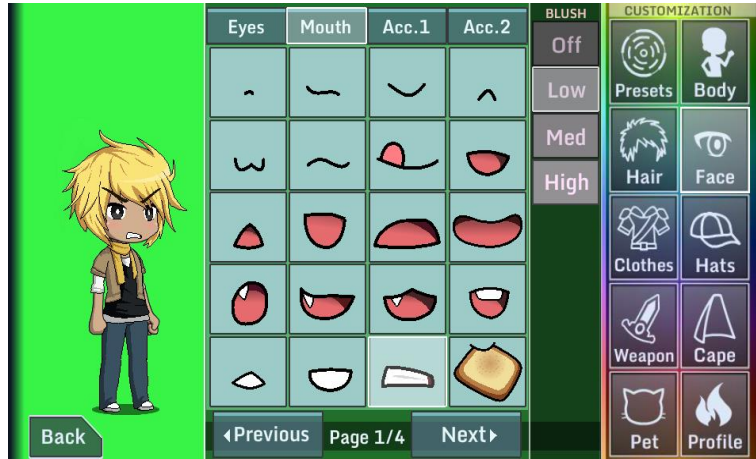 Eyes Mouth Acc.1 Acc.2
BLUSH
Off
Low
Med
High
CUSTOMIZATION
Presets Body
Hair Face
Clothes Hats
Weapon Cape
Pet Profile
Back
Previous Page 1/4 Next